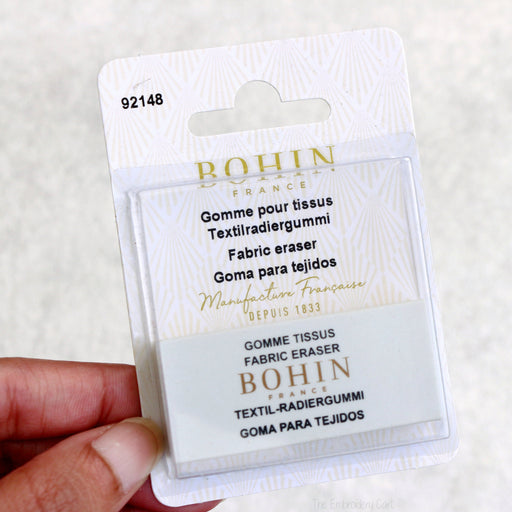 92148
BOHIN
FRANCE
Gomme pour tissus
Textilradiergummi
Fabric eraser
Goma para tejidos
Manufacture Française
DEPUIS 1833
GOMME TISSUS
FABRIC ERASER
BOHIN
FRANCE
TEXTIL-RADIERGUMMI
GOMA PARA TEJIDOS
The Embroidery Cart